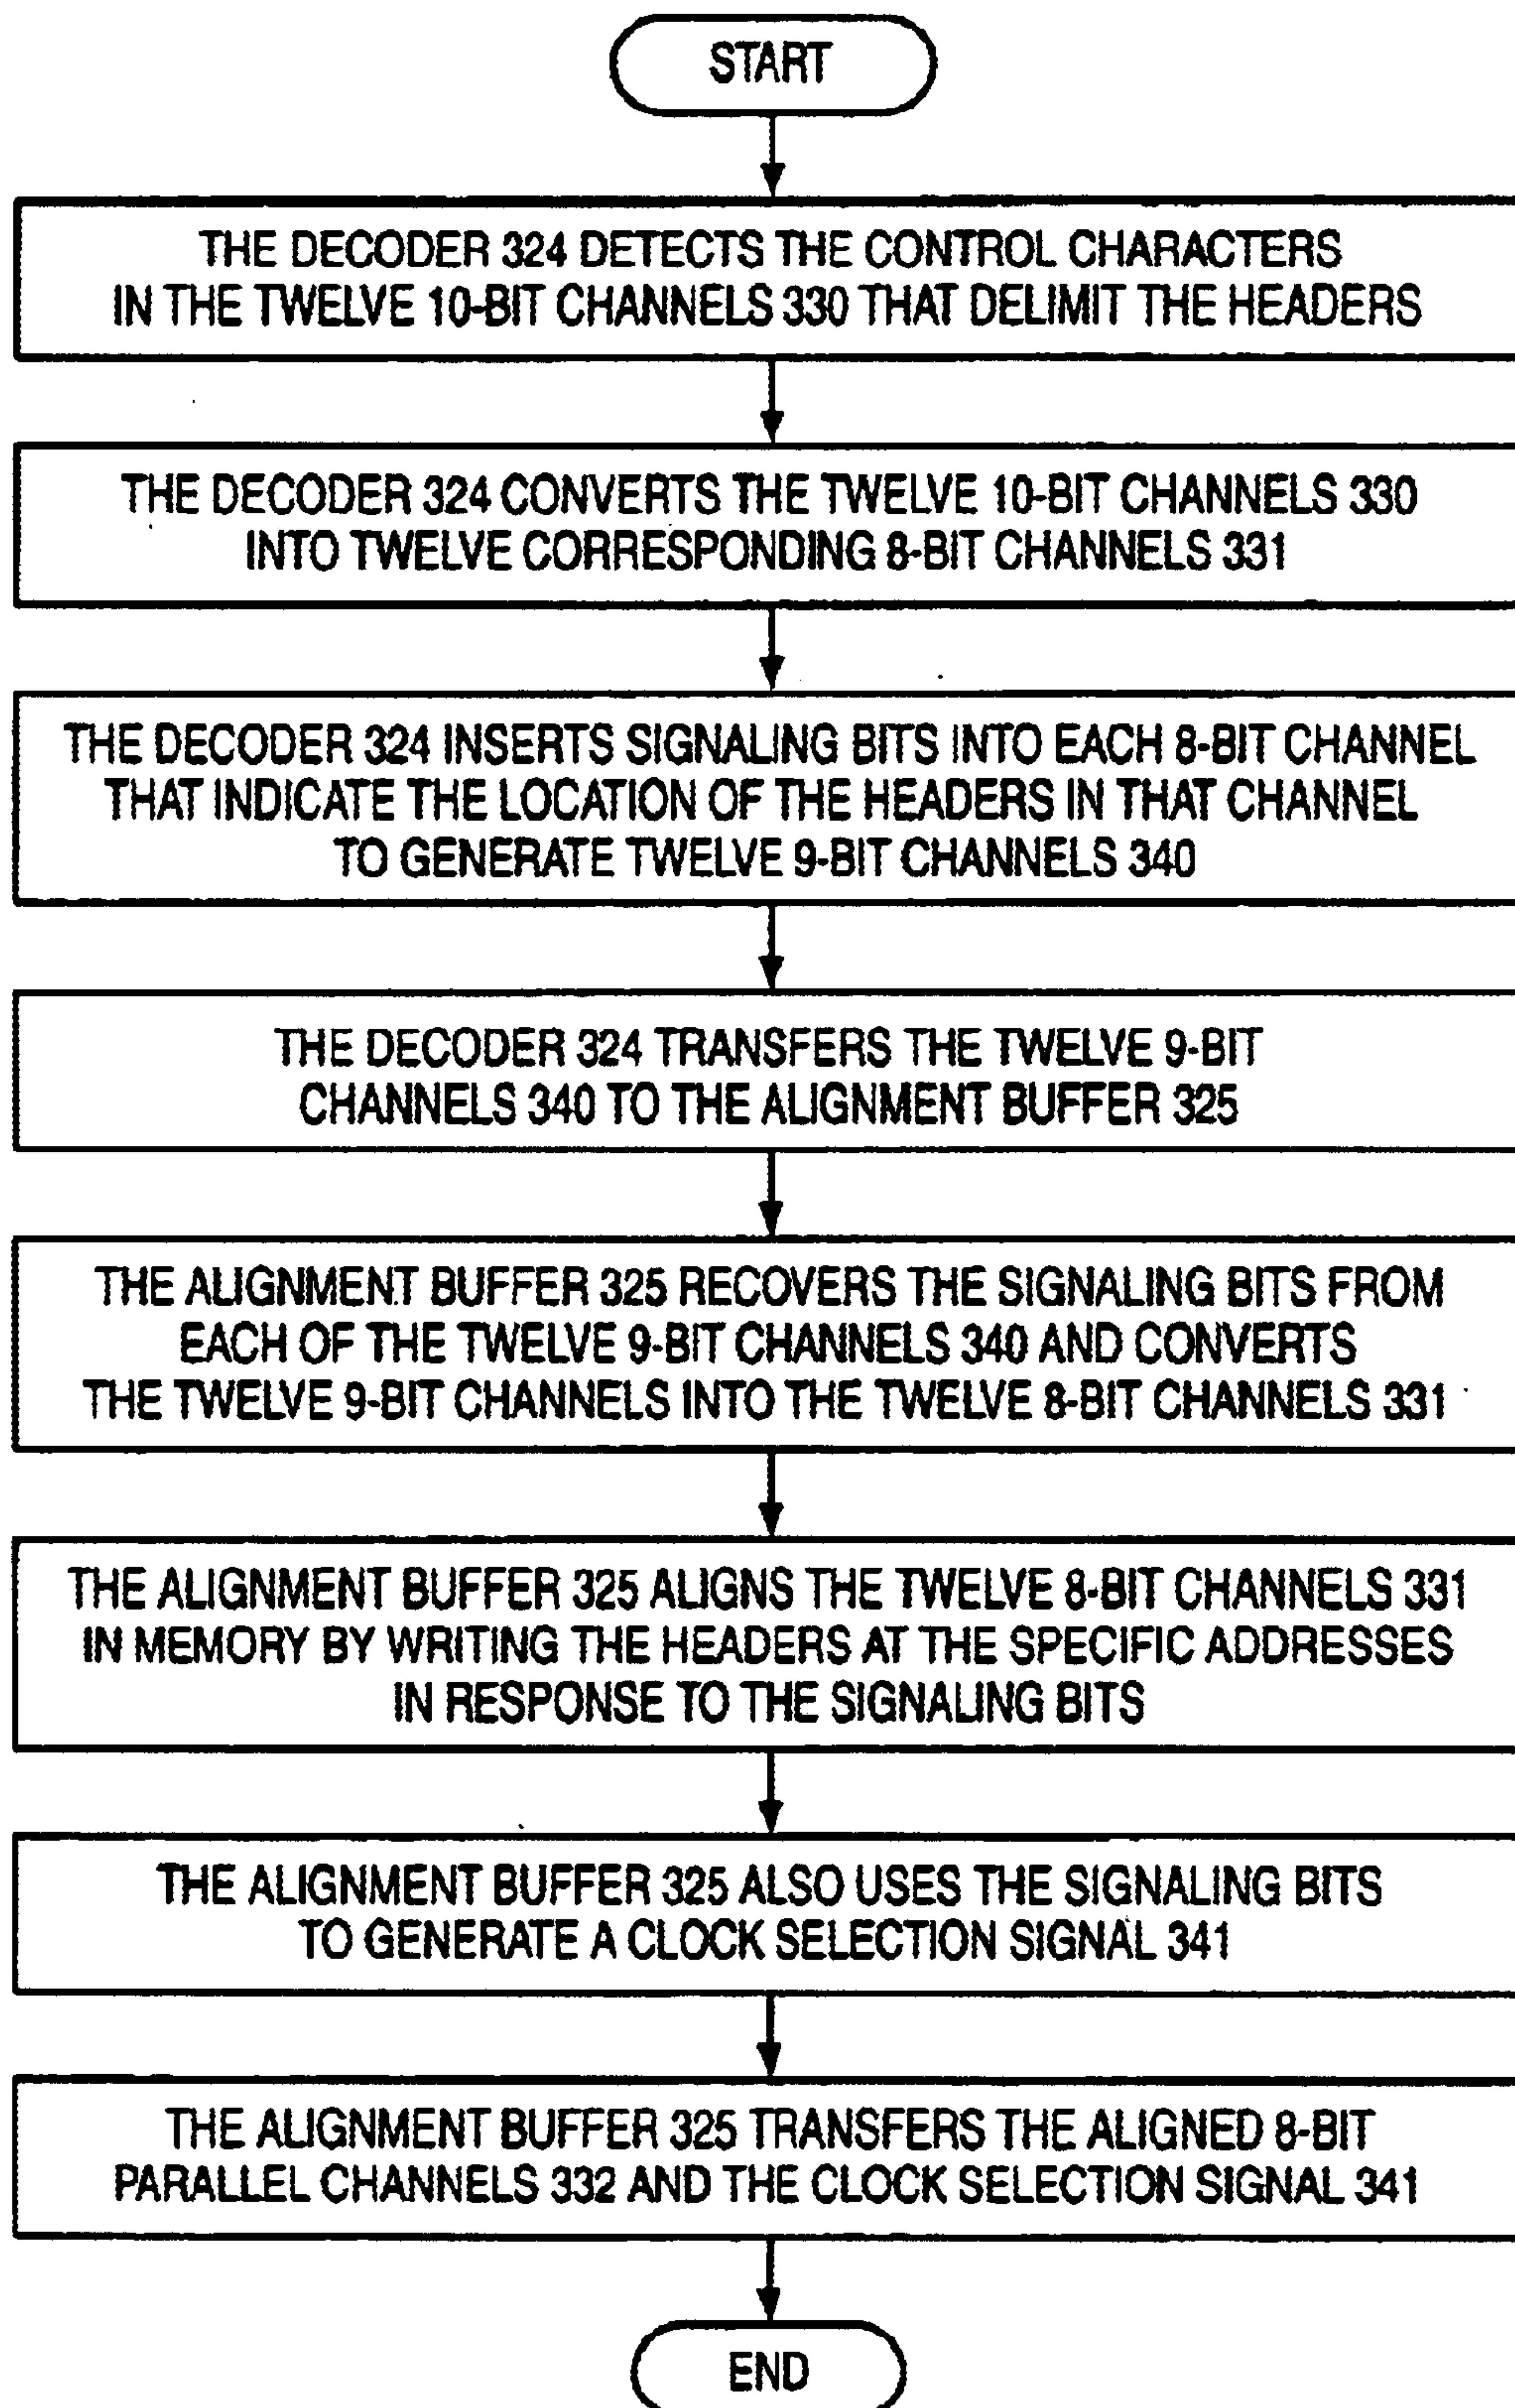 START
THE DECODER 324 DETECTS THE CONTROL CHARACTERS
IN THE TWELVE 10-BIT CHANNELS 330 THAT DELIMIT THE HEADERS
THE DECODER 324 CONVERTS THE TWELVE 10-BIT CHANNELS 330
INTO TWELVE CORRESPONDING 8-BIT CHANNELS 331
THE DECODER 324 INSERTS SIGNALING BITS INTO EACH 8-BIT CHANNEL
THAT INDICATE THE LOCATION OF THE HEADERS IN THAT CHANNEL
TO GENERATE TWELVE 9-BIT CHANNELS 340
THE DECODER 324 TRANSFERS THE TWELVE 9-BIT
CHANNELS 340 TO THE ALIGNMENT BUFFER 325
THE ALIGNMENT BUFFER 325 RECOVERS THE SIGNALING BITS FROM
EACH OF THE TWELVE 9-BIT CHANNELS 340 AND CONVERTS
THE TWELVE 9-BIT CHANNELS INTO THE TWELVE 8-BIT CHANNELS 331
THE ALIGNMENT BUFFER 325 ALIGNS THE TWELVE 8-BIT CHANNELS 331
IN MEMORY BY WRITING THE HEADERS AT THE SPECIFIC ADDRESSES
IN RESPONSE TO THE SIGNALING BITS
THE ALIGNMENT BUFFER 325 ALSO USES THE SIGNALING BITS
TO GENERATE A CLOCK SELECTION SIGNAL 341
THE ALIGNMENT BUFFER 325 TRANSFERS THE ALIGNED 8-BIT
PARALLEL CHANNELS 332 AND THE CLOCK SELECTION SIGNAL 341
END